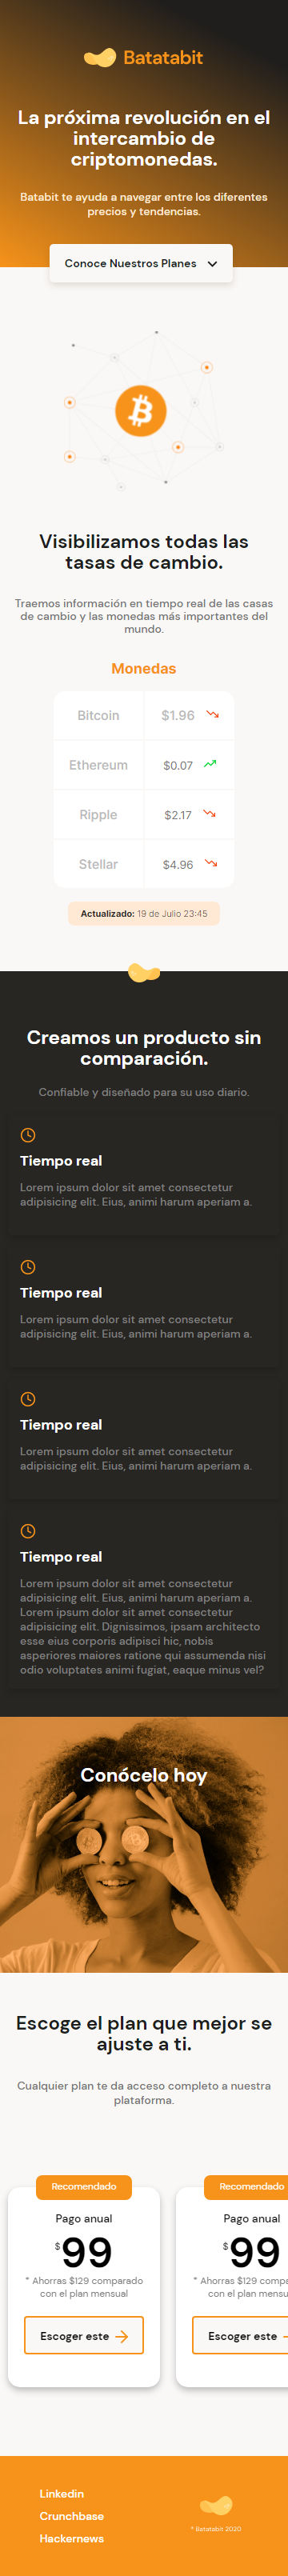 Batatabit
La próxima revolución en el
intercambio de
criptomonedas.
Batabit te ayuda a navegar entre los diferentes
precios y tendencias.
Conoce Nuestros Planes
Visibilizamos todas las
tasas de cambio.
Traemos información en tiempo real de las casas
de cambio y las monedas más importantes del
mundo.
Monedas
Bitcoin $1.96
Ethereum $0.07
Ripple $2.17
Stellar $4.96
Actualizado: 19 de Julio 23:45
Creamos un producto sin
comparación.
Confiable y diseñado para su uso diario.
Tiempo real
Lorem ipsum dolor sit amet consectetur
adipisicing elit. Eius, animi harum aperiam a.
Tiempo real
Lorem ipsum dolor sit amet consectetur
adipisicing elit. Eius, animi harum aperiam a.
Tiempo real
Lorem ipsum dolor sit amet consectetur
adipisicing elit. Eius, animi harum aperiam a.
Tiempo real
Lorem ipsum dolor sit amet consectetur
adipisicing elit. Eius, animi harum aperiam a.
Lorem ipsum dolor sit amet consectetur
adipisicing elit. Dignissimos, ipsam architecto
esse eius corporis adipisci hic, nobis
asperiores maiores ratione qui assumenda nisi
odio voluptates animi fugiat, eaque minus vel?
Conócelo hoy
Escoge el plan que mejor se
ajuste a ti.
Cualquier plan te da acceso completo a nuestra
plataforma.
Recomendado
Pago anual
$99
* Ahorras $129 comparado
con el plan mensual
Escoger este
Recomendado
Pago anual
$99
* Ahorras $129 compa
con el plan mensu
Escoger este
Linkedin
Crunchbase
Hackernews
® Batatabit 2020